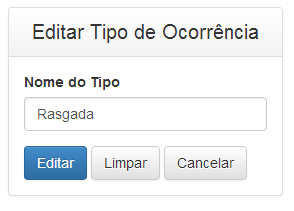 Editar Tipo de Ocorrência
Nome do Tipo
Rasgada
Editar Limpar Cancelar